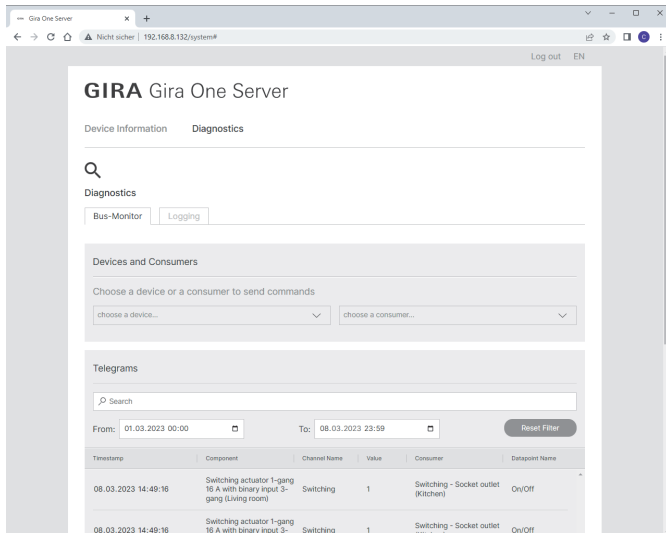 Gira One Server
Nicht sicher | 192.168.8.132/system#
C
Log out EN
GIRA Gira One Server
Device Information Diagnostics
Diagnostics
Bus-Monitor Logging
Devices and Consumers
Choose a device or a consumer to send commands
choose a device... choose a consumer...
Telegrams
Search
From: 01.03.2023 00:00 To: 08.03.2023 23:59 Reset Filter
Timestamp Component Channel Name Value Consumer Datapoint Name
08.03.2023 14:49:16 Switching actuator 1-gang 16 A with binary input 3-gang (Living room) Switching 1 Switching - Socket outlet (Kitchen) On/Off
08.03.2023 14:49:16 Switching actuator 1-gang 16 A with binary input 3- Switching 1 Switching - Socket outlet On/Off